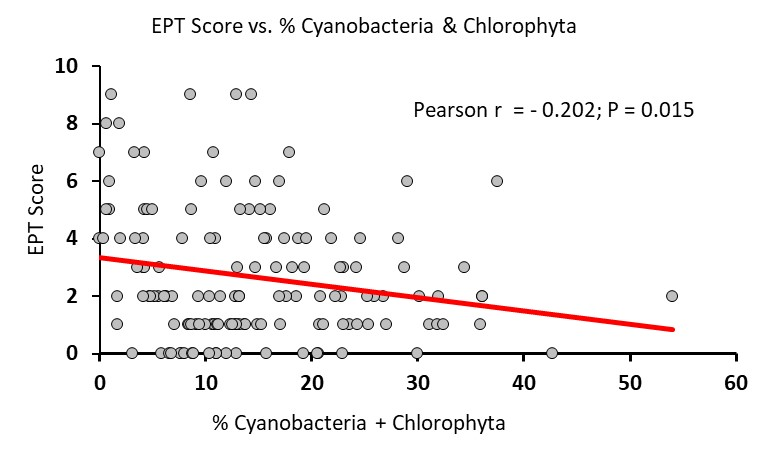 EPT Score vs. % Cyanobacteria & Chlorophyta
10
8
6
4
2
0
EPT Score
Pearson r = - 0.202; P = 0.015
0 10 20 30 40 50 60
% Cyanobacteria + Chlorophyta